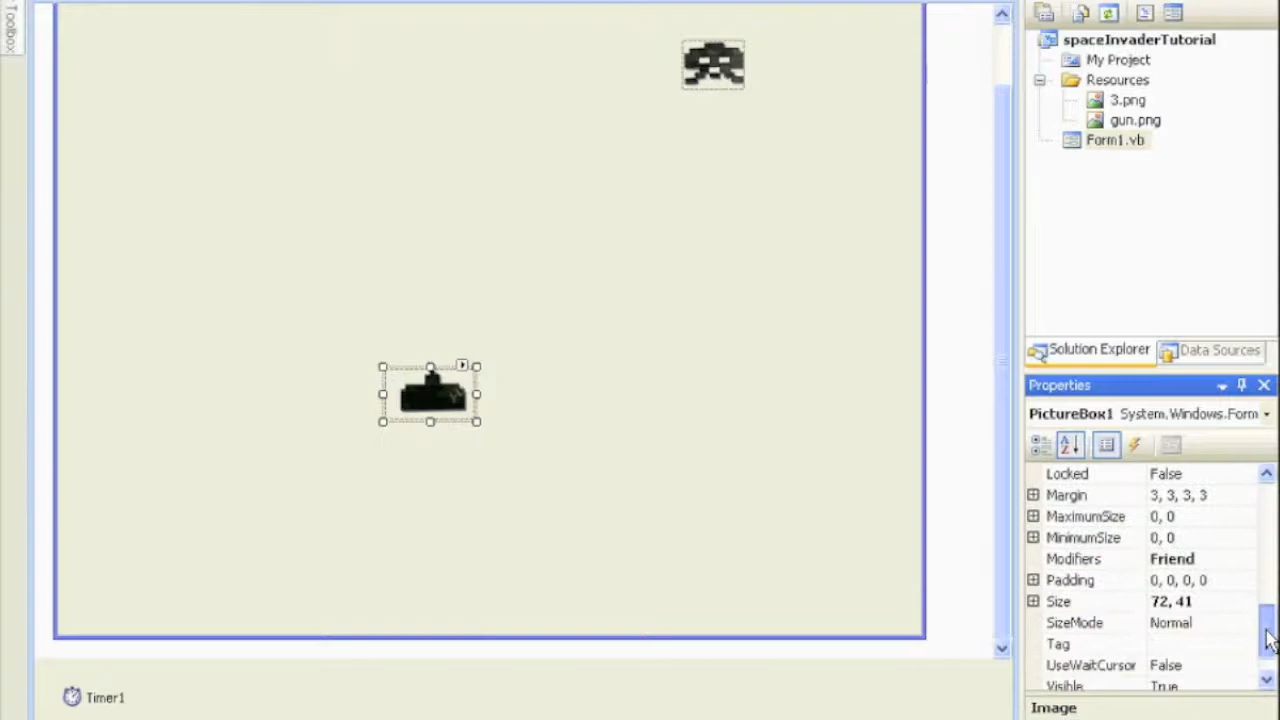 Toolbox
spaceInvaderTutorial
My Project
Resources
3.png
gun.png
Form1.vb
Solution Explorer
Data Sources
Properties
PictureBox1 System.Windows.Form
Locked False
Margin 3, 3, 3, 3
MaximumSize 0, 0
MinimumSize 0, 0
Modifiers Friend
Padding 0, 0, 0, 0
Size 72, 41
SizeMode Normal
Tag
UseWaitCursor False
Visible True
Image
Timer1